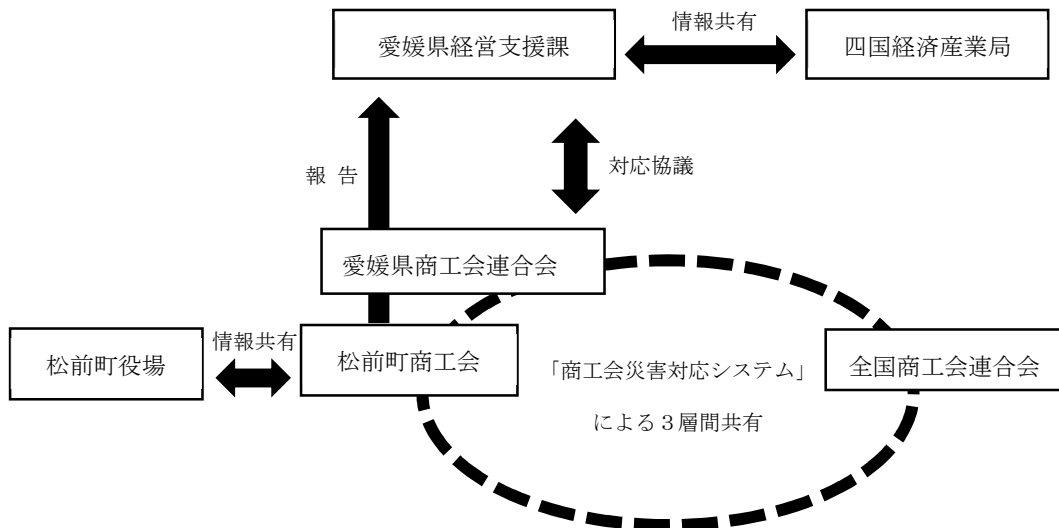 情報共有
愛媛県経営支援課
四国経済産業局
報 告
対応協議
愛媛県商工会連合会
松前町役場
情報共有
松前町商工会
「商工会災害対応システム」
による３層間共有
全国商工会連合会